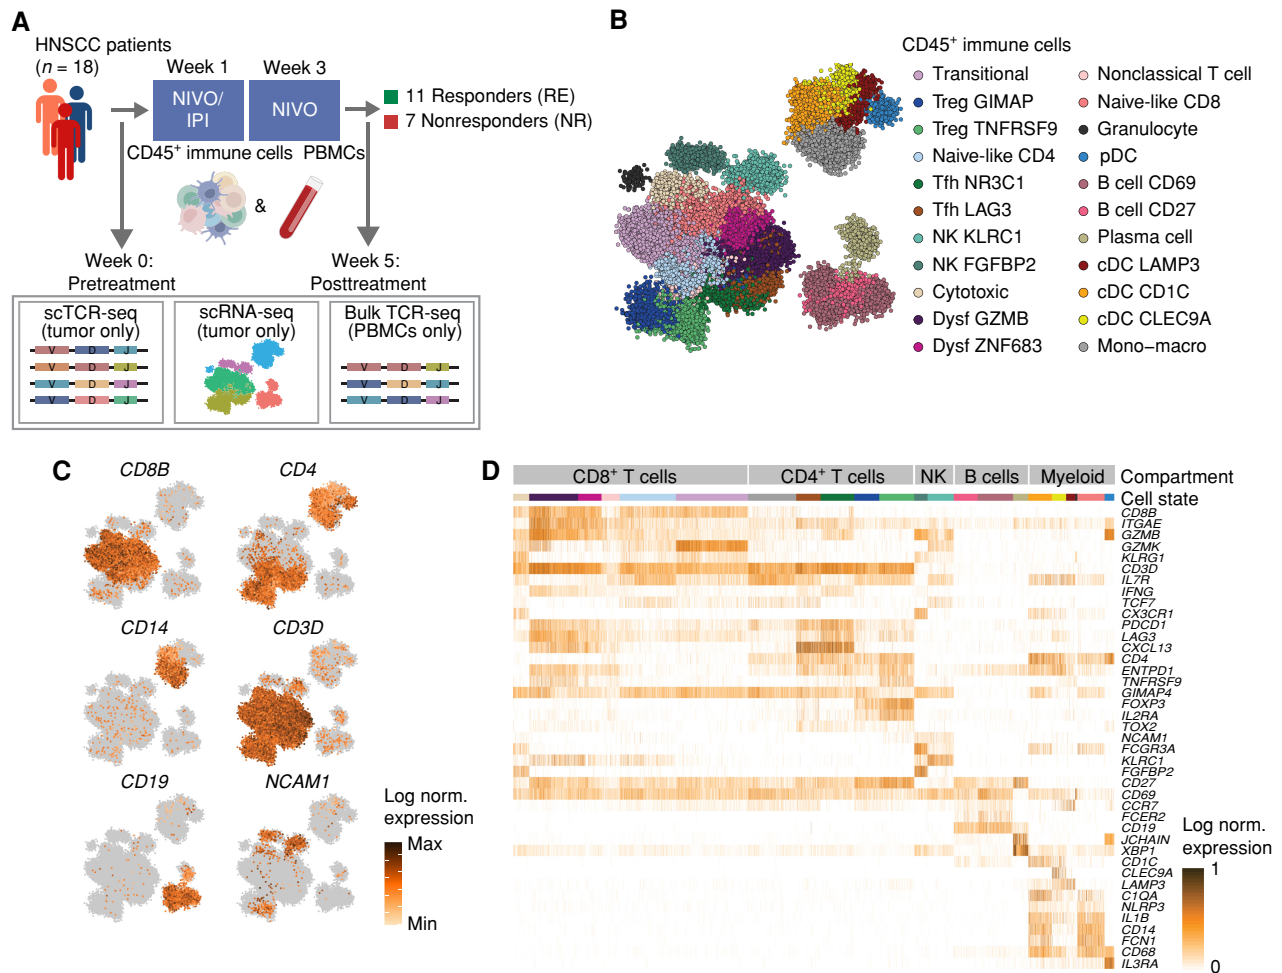 A
HNSCC patients
(n = 18)
Week 1
Week 3
NIVO/
IPI
NIVO
11 Responders (RE)
7 Nonresponders (NR)
CD45+ immune cells
PBMCs
&
Week 0:
Pretreatment
Week 5:
Posttreatment
scTCR-seq
(tumor only)
V D J
V D J
V D J
V D J
scRNA-seq
(tumor only)
Bulk TCR-seq
(PBMCs only)
V D J
V D J
V D J
B
CD45+ immune cells
Transitional
Treg GIMAP
Treg TNFRSF9
Naive-like CD4
Tfh NR3C1
Tfh LAG3
NK KLRC1
NK FGFBP2
Cytotoxic
Dysf GZMB
Dysf ZNF683
Nonclassical T cell
Naive-like CD8
Granulocyte
pDC
B cell CD69
B cell CD27
Plasma cell
cDC LAMP3
cDC CD1C
cDC CLEC9A
Mono−macro
C
CD8B
CD4
CD14
CD3D
CD19
NCAM1
Log norm.
expression
Max
Min
D
CD8+ T cells
CD4+ T cells
NK
B cells
Myeloid
Compartment
Cell state
CD8B
ITGAE
GZMB
GZMK
KLRG1
CD3D
IL7R
IFNG
TCF7
CX3CR1
PDCD1
LAG3
CXCL13
CD4
ENTPD1
TNFRSF9
GIMAP4
FOXP3
IL2RA
TOX2
NCAM1
FCGR3A
KLRC1
FGFBP2
CD27
CD69
CCR7
FCER2
CD19
JCHAIN
XBP1
CD1C
CLEC9A
LAMP3
C1QA
NLRP3
IL1B
CD14
FCN1
CD68
IL3RA
Log norm.
expression
1
0